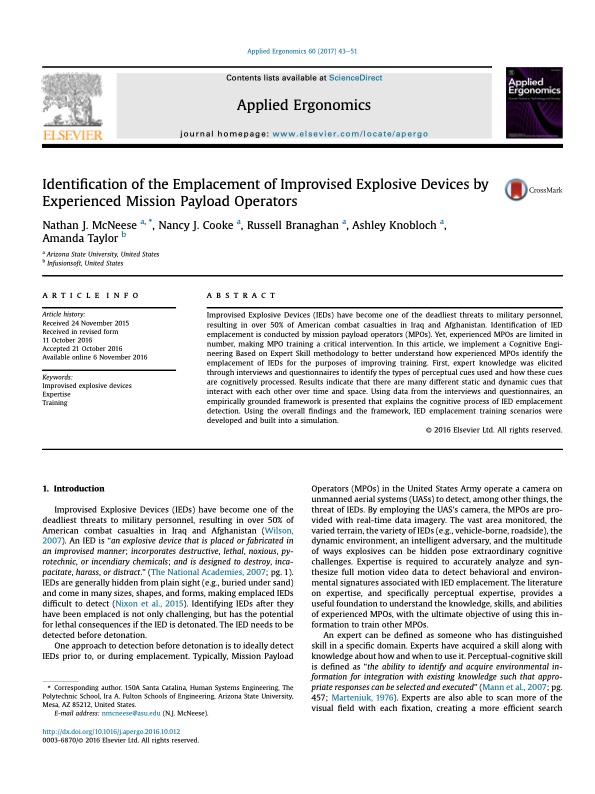 Applied Ergonomics 60 (2017) 43–51
Contents lists available at ScienceDirect
Applied Ergonomics
journal homepage: www.elsevier.com/locate/apergo
ELSEVIER
Applied
Ergonomics
Identification of the Emplacement of Improvised Explosive Devices by
Experienced Mission Payload Operators
CrossMark
Nathan J. McNeese a, *, Nancy J. Cooke a, Russell Branaghan a, Ashley Knobloch a,
Amanda Taylor b
a Arizona State University, United States
b Infusionsoft, United States
ARTICLE INFO
Article history:
Received 24 November 2015
Received in revised form
11 October 2016
Accepted 21 October 2016
Available online 6 November 2016
Keywords:
Improvised explosive devices
Expertise
Training
ABSTRACT
Improvised Explosive Devices (IEDs) have become one of the deadliest threats to military personnel,
resulting in over 50% of American combat casualties in Iraq and Afghanistan. Identification of IED
emplacement is conducted by mission payload operators (MPOs). Yet, experienced MPOs are limited in
number, making MPO training a critical intervention. In this article, we implement a Cognitive Engi-
neering Based on Expert Skill methodology to better understand how experienced MPOs identify the
emplacement of IEDs for the purposes of improving training. First, expert knowledge was elicited
through interviews and questionnaires to identify the types of perceptual cues used and how these cues
are cognitively processed. Results indicate that there are many different static and dynamic cues that
interact with each other over time and space. Using data from the interviews and questionnaires, an
empirically grounded framework is presented that explains the cognitive process of IED emplacement
detection. Using the overall findings and the framework, IED emplacement training scenarios were
developed and built into a simulation.
© 2016 Elsevier Ltd. All rights reserved.
1. Introduction
Improvised Explosive Devices (IEDs) have become one of the
deadliest threats to military personnel, resulting in over 50% of
American combat casualties in Iraq and Afghanistan (Wilson,
2007). An IED is "an explosive device that is placed or fabricated in
an improvised manner; incorporates destructive, lethal, noxious, py-
rotechnic, or incendiary chemicals; and is designed to destroy, inca-
pacitate, harass, or distract." (The National Academies, 2007; pg. 1).
IEDs are generally hidden from plain sight (e.g., buried under sand)
and come in many sizes, shapes, and forms, making emplaced IEDs
difficult to detect (Nixon et al., 2015). Identifying IEDs after they
have been emplaced is not only challenging, but has the potential
for lethal consequences if the IED is detonated. The IED needs to be
detected before detonation.
One approach to detection before detonation is to ideally detect
IEDs prior to, or during emplacement. Typically, Mission Payload
* Corresponding author. 150A Santa Catalina, Human Systems Engineering, The
Polytechnic School, Ira A. Fulton Schools of Engineering, Arizona State University,
Mesa, AZ 85212, United States.
E-mail address: nmcneese@asu.edu (N.J. McNeese).
Operators (MPOs) in the United States Army operate a camera on
unmanned aerial systems (UASs) to detect, among other things, the
threat of IEDs. By employing the UAS's camera, the MPOs are pro-
vided with real-time data imagery. The vast area monitored, the
varied terrain, the variety of IEDs (e.g., vehicle-borne, roadside), the
dynamic environment, an intelligent adversary, and the multitude
of ways explosives can be hidden pose extraordinary cognitive
challenges. Expertise is required to accurately analyze and syn-
thesize full motion video data to detect behavioral and environ-
mental signatures associated with IED emplacement. The literature
on expertise, and specifically perceptual expertise, provides a
useful foundation to understand the knowledge, skills, and abilities
of experienced MPOs, with the ultimate objective of using this in-
formation to train other MPOs.
An expert can be defined as someone who has distinguished
skill in a specific domain. Experts have acquired a skill along with
knowledge about how and when to use it. Perceptual-cognitive skill
is defined as "the ability to identify and acquire environmental in-
formation for integration with existing knowledge such that appro-
priate responses can be selected and executed" (Mann et al., 2007; pg.
457; Marteniuk, 1976). Experts are also able to scan more of the
visual field with each fixation, creating a more efficient search
http://dx.doi.org/10.1016/j.apergo.2016.10.012
0003-6870/© 2016 Elsevier Ltd. All rights reserved.